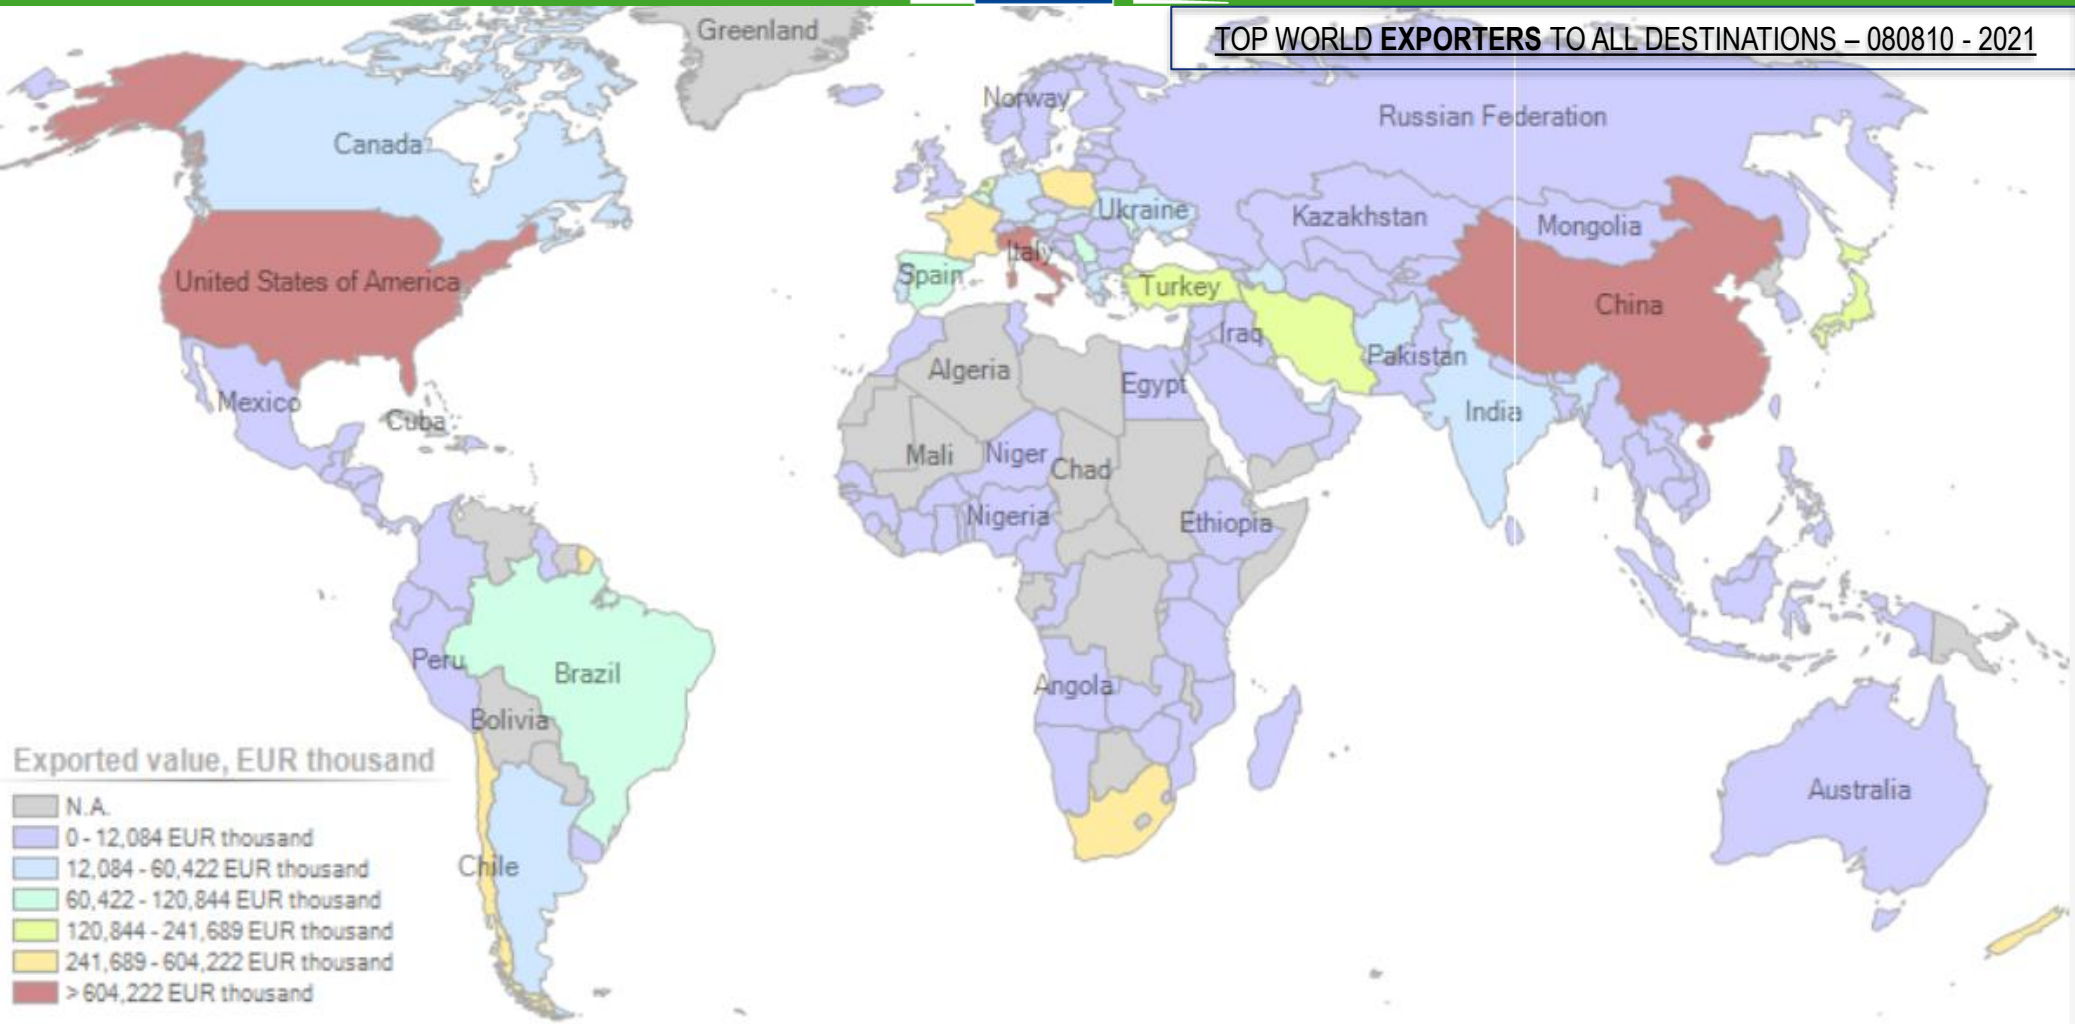 TOP WORLD EXPORTERS TO ALL DESTINATIONS – 080810 - 2021
Greenland
Norway
Russian Federation
Canada
Ukraine
Kazakhstan
Mongolia
Italy
Spain
United States of America
Turkey
China
Iraq
Pakistan
Algeria
Egypt
Mexico
Cuba
India
Mali
Niger
Chad
Nigeria
Ethiopia
Peru
Brazil
Angola
Bolivia
Australia
Chile
Exported value, EUR thousand
N.A.
0 - 12,084 EUR thousand
12,084 - 60,422 EUR thousand
60,422 - 120,844 EUR thousand
120,844 - 241,689 EUR thousand
241,689 - 604,222 EUR thousand
> 604,222 EUR thousand